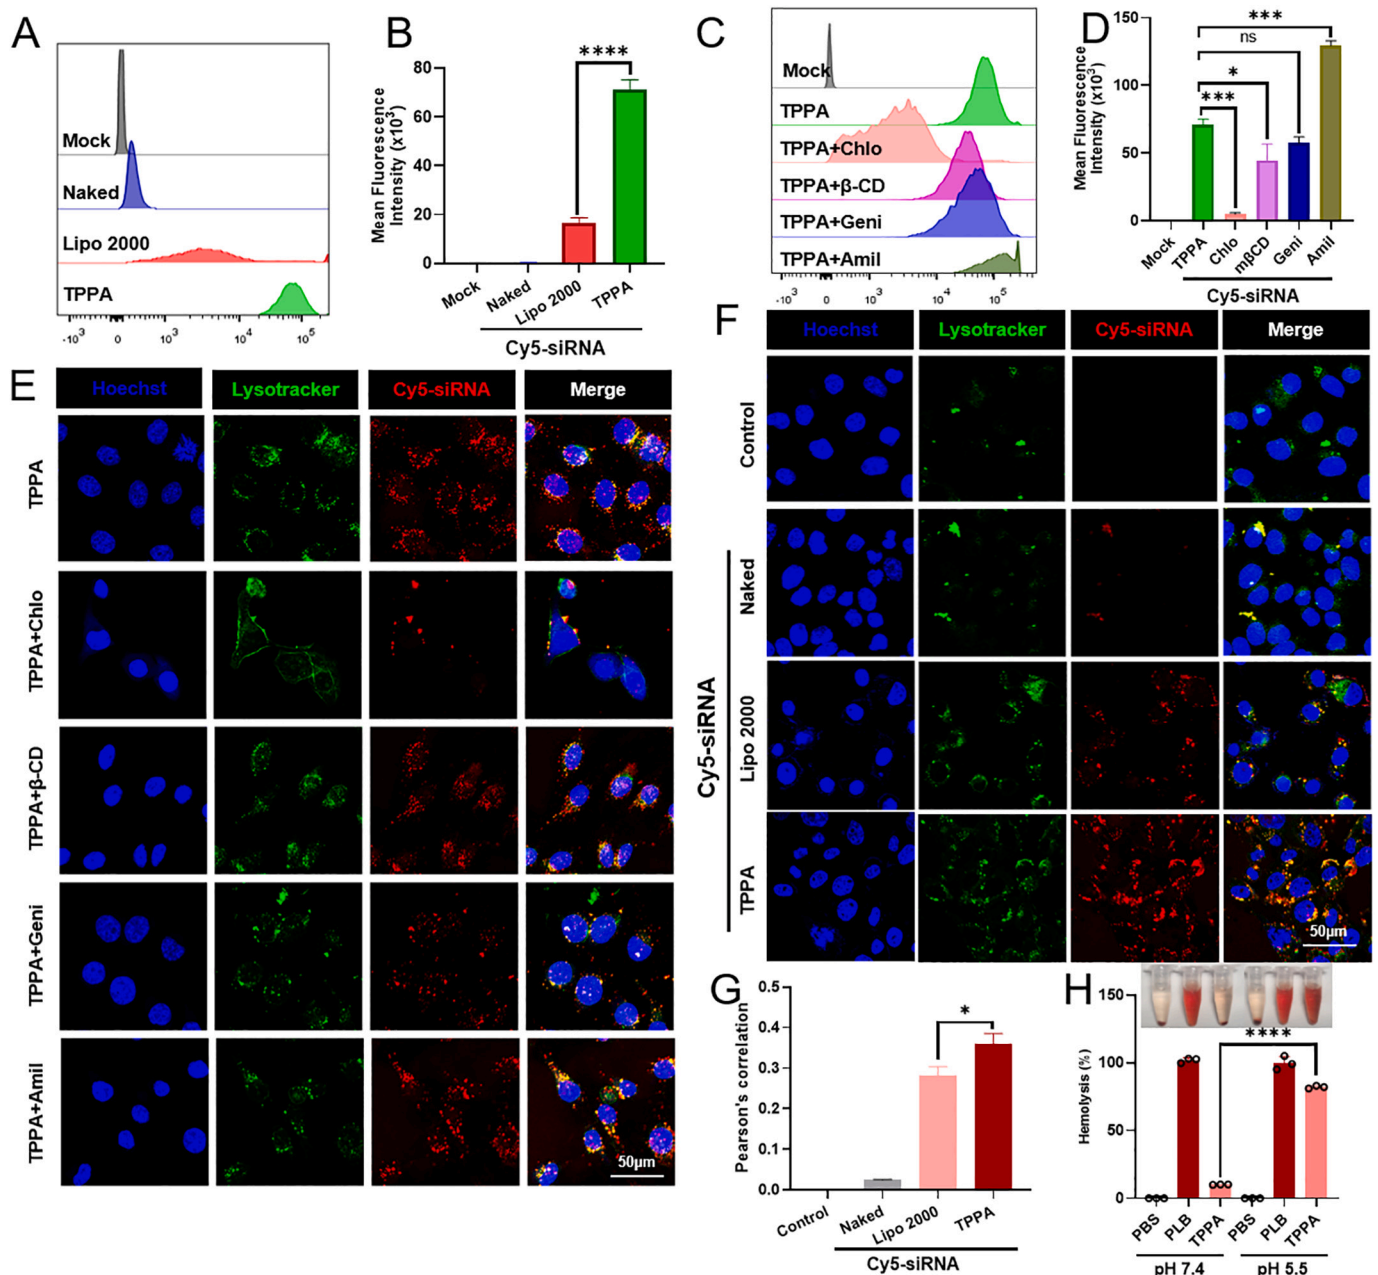 A
Mock
Naked
Lipo 2000
TPPA
-10³ 0 10³ 10⁴ 10⁵
B
Mean Fluorescence
Intensity (x10³)
80
60
40
20
0
****
Mock
Naked
Lipo 2000
TPPA
Cy5-siRNA
C
Mock
TPPA
TPPA+Chlo
TPPA+β-CD
TPPA+Geni
TPPA+Amil
-10³ 0 10³ 10⁴ 10⁵
D
Mean Fluorescence
Intensity (x10³)
150
100
50
0
***
ns
*
***
Mock
TPPA
Chlo
mβCD
Geni
Amil
Cy5-siRNA
E
Hoechst Lysotracker Cy5-siRNA Merge
TPPA
TPPA+Chlo
TPPA+β-CD
TPPA+Geni
TPPA+Amil
50μm
F
Hoechst Lysotracker Cy5-siRNA Merge
Control
Naked
Lipo 2000
TPPA
Cy5-siRNA
50μm
G
Pearson's correlation
0.5
0.4
0.3
0.2
0.1
0.0
*
Control
Naked
Lipo 2000
TPPA
Cy5-siRNA
H
Hemolysis (%)
150
100
50
0
****
PBS
PLB
TPPA
PBS
PLB
TPPA
pH 7.4 pH 5.5